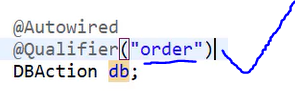 @Autowired
@Qualifier("order")
DBAction db;